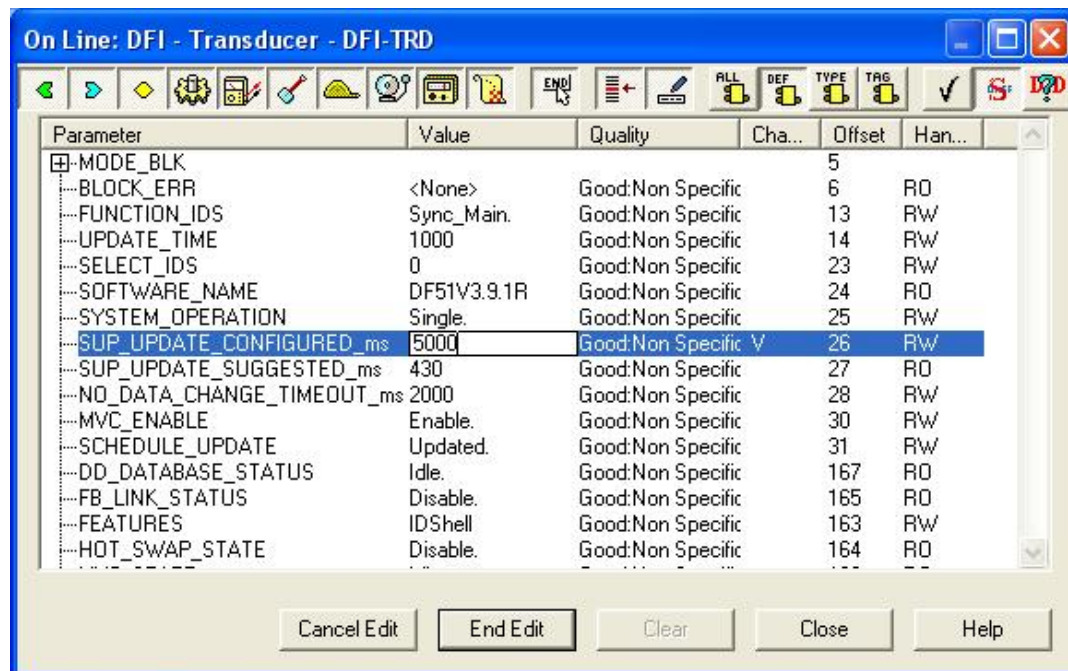 On Line: DFI - Transducer - DFI-TRD
END ALL DEF TYPE TAG S: D?D
Parameter Value Quality Cha... Offset Han...
MODE_BLK 5
BLOCK_ERR <None> Good:Non Specific 6 RO
FUNCTION_IDS Sync_Main. Good:Non Specific 13 RW
UPDATE_TIME 1000 Good:Non Specific 14 RW
SELECT_IDS 0 Good:Non Specific 23 RW
SOFTWARE_NAME DF51V3.9.1R Good:Non Specific 24 RO
SYSTEM_OPERATION Single. Good:Non Specific 25 RW
SUP_UPDATE_CONFIGURED_ms 5000 Good:Non Specific V 26 RW
SUP_UPDATE_SUGGESTED_ms 430 Good:Non Specific 27 RO
NO_DATA_CHANGE_TIMEOUT_ms 2000 Good:Non Specific 28 RW
MVC_ENABLE Enable. Good:Non Specific 30 RW
SCHEDULE_UPDATE Updated. Good:Non Specific 31 RW
DD_DATABASE_STATUS Idle. Good:Non Specific 167 RO
FB_LINK_STATUS Disable. Good:Non Specific 165 RO
FEATURES IDShell Good:Non Specific 163 RW
HOT_SWAP_STATE Disable. Good:Non Specific 164 RO
Cancel Edit End Edit Clear Close Help